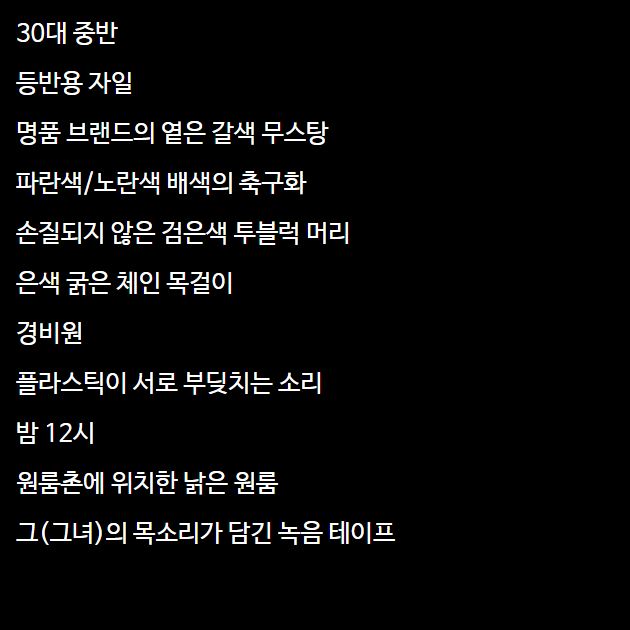 30대 중반
등반용 자일
명품 브랜드의 옅은 갈색 무스탕
파란색/노란색 배색의 축구화
손질되지 않은 검은색 투블럭 머리
은색 굵은 체인 목걸이
경비원
플라스틱이 서로 부딪치는 소리
밤 12시
원룸촌에 위치한 낡은 원룸
그(그녀)의 목소리가 담긴 녹음 테이프